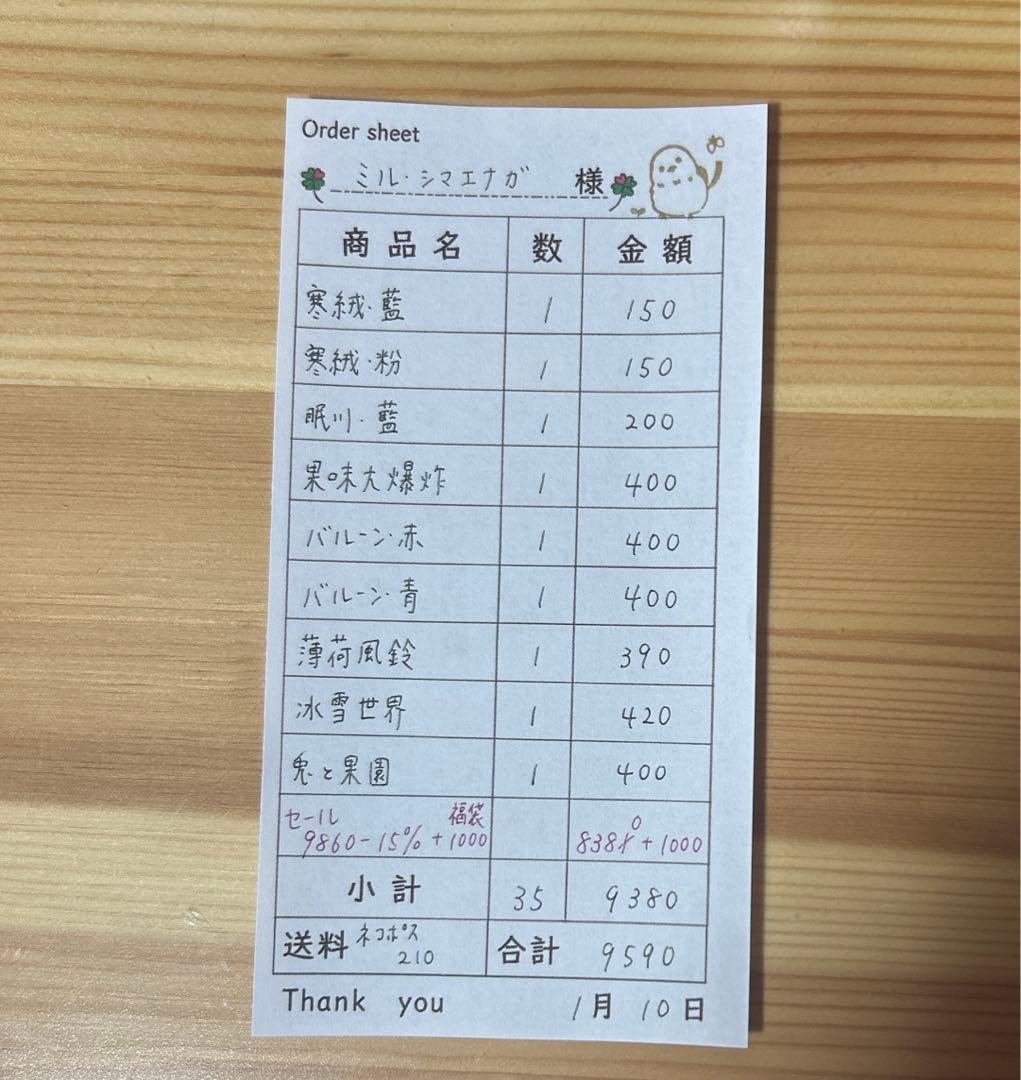 Order sheet
ミル・シマエナガ 様
商品名 数 金額
寒絨・藍 1 150
寒絨・粉 1 150
眠川・藍 1 200
果味大爆炸 1 400
バルーン・赤 1 400
バルーン・青 1 400
薄荷風鈴 1 390
冰雪世界 1 420
兎と果園 1 400
セール 福袋 0
9860-15%+1000 8381+1000
小計 35 9380
送料 ネコポス 210 合計 9590
Thank you 1月10日